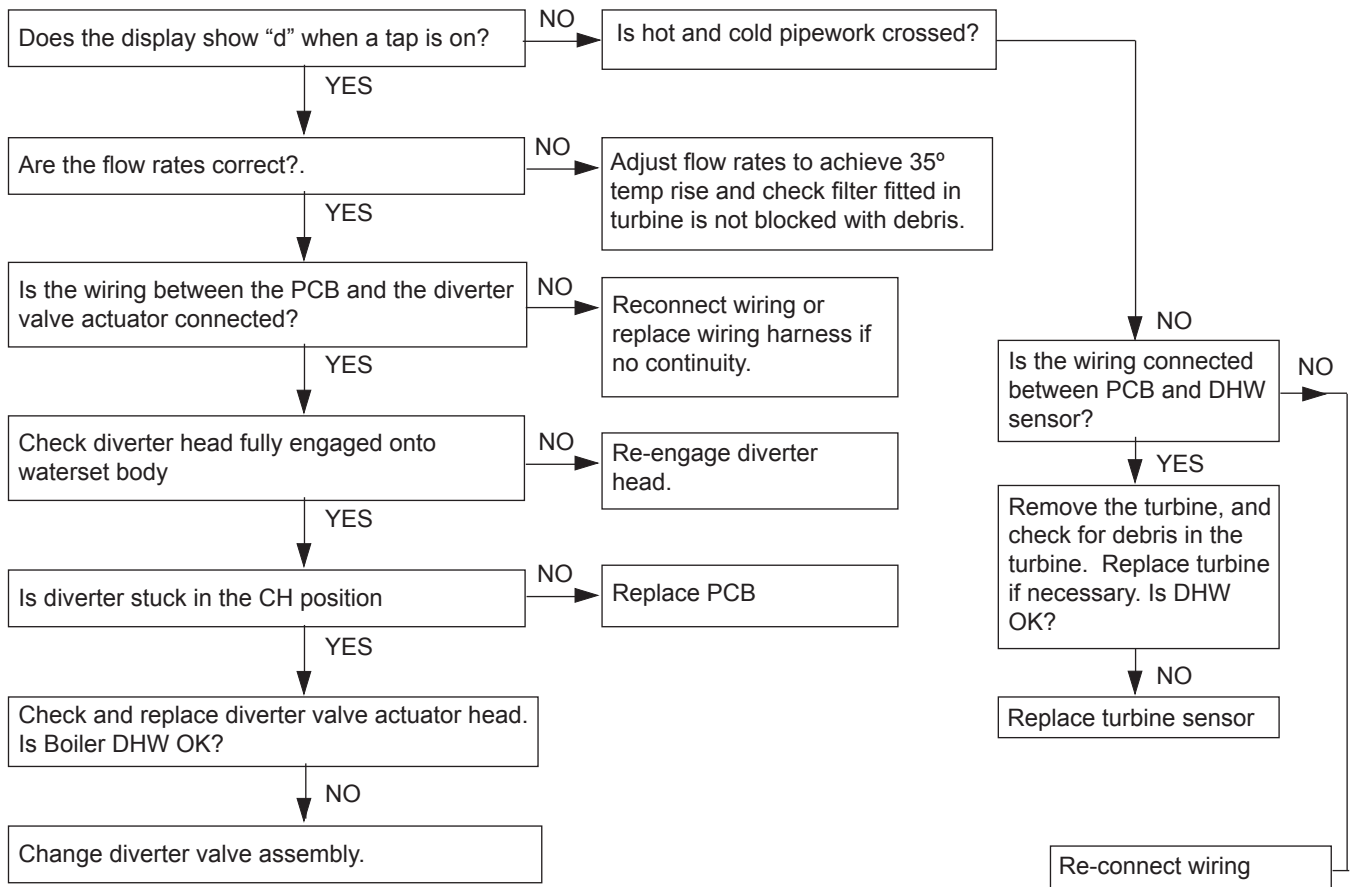 Does the display show “d” when a tap is on?
NO
Is hot and cold pipework crossed?
YES
Are the flow rates correct?.
NO
Adjust flow rates to achieve 35º
temp rise and check filter fitted in
turbine is not blocked with debris.
YES
Is the wiring between the PCB and the diverter
valve actuator connected?
NO
Reconnect wiring or
replace wiring harness if
no continuity.
YES
Check diverter head fully engaged onto
waterset body
NO
Re-engage diverter
head.
YES
Is diverter stuck in the CH position
NO
Replace PCB
YES
Check and replace diverter valve actuator head.
Is Boiler DHW OK?
NO
Change diverter valve assembly.
NO
Is the wiring connected
between PCB and DHW
sensor?
NO
YES
Remove the turbine, and
check for debris in the
turbine.  Replace turbine
if necessary. Is DHW
OK?
NO
Replace turbine sensor
Re-connect wiring